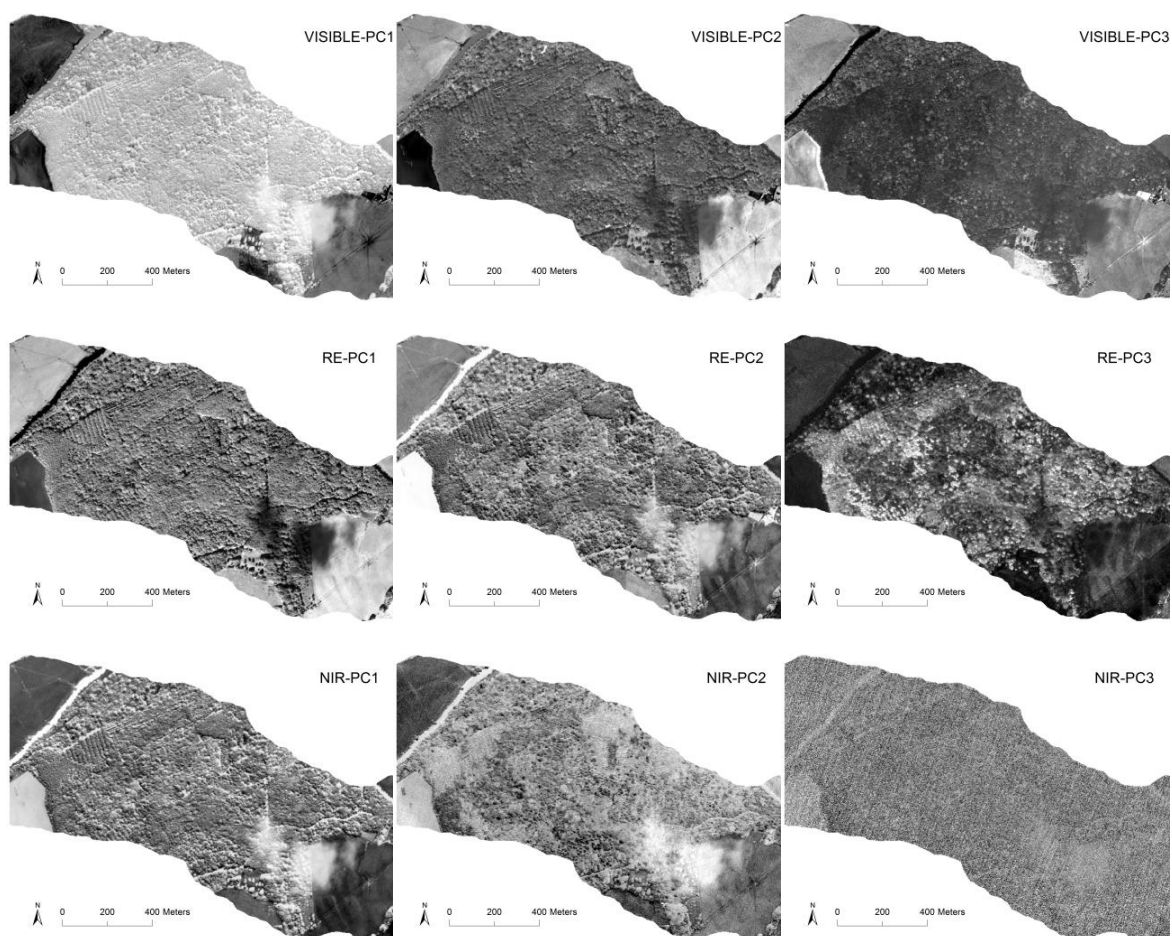 VISIBLE-PC1
VISIBLE-PC2
VISIBLE-PC3
N
0 200 400 Meters
N
0 200 400 Meters
N
0 200 400 Meters
RE-PC1
RE-PC2
RE-PC3
N
0 200 400 Meters
N
0 200 400 Meters
N
0 200 400 Meters
NIR-PC1
NIR-PC2
NIR-PC3
N
0 200 400 Meters
N
0 200 400 Meters
N
0 200 400 Meters